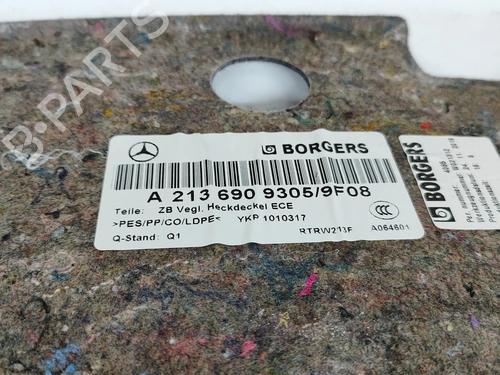 B-PARTS
BORGERS
A 213 690 9305/9F08
Teile: ZB Vegl. Heckdeckel ECE
>PES/PP/CO/LDPE< YKP 1010317
Q-Stand: Q1 RTRW213F A064601
BORGERS